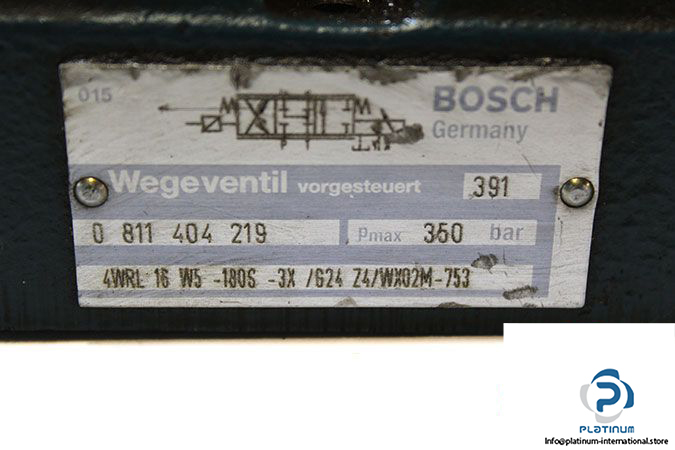 015
BOSCH
Germany
Wegeventil vorgesteuert 391
0 811 404 219 pmax 350 bar
4WRL 16 W5 -180S -3X /G24 Z4/WX02M-753
PLATINUM
Info@platinum-international.store